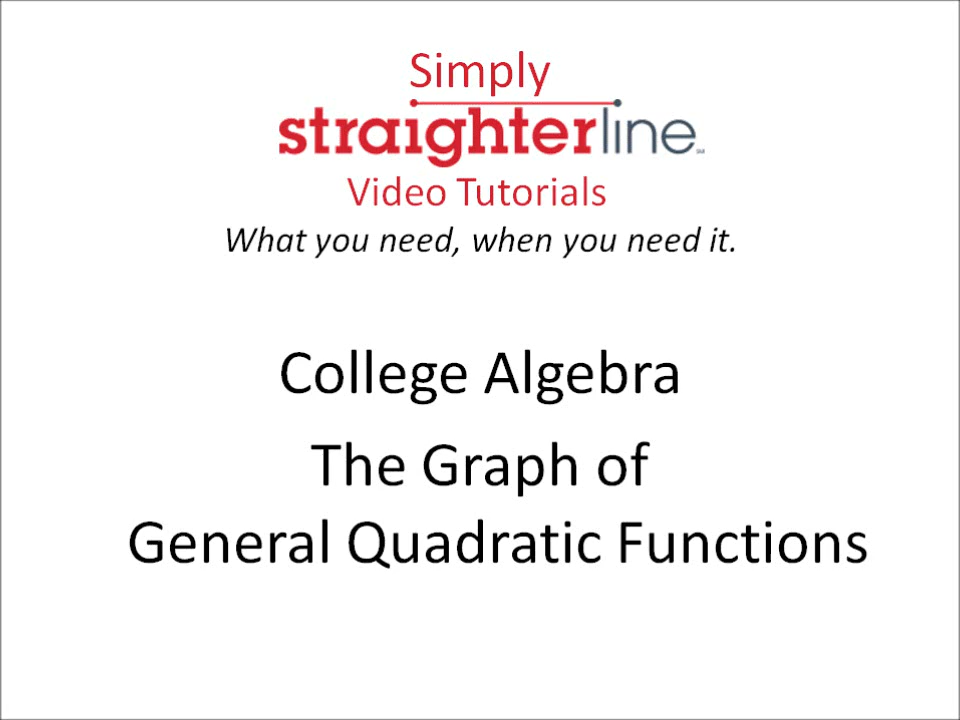 Simply
straighterline
Video Tutorials
What you need, when you need it.
College Algebra
The Graph of
General Quadratic Functions